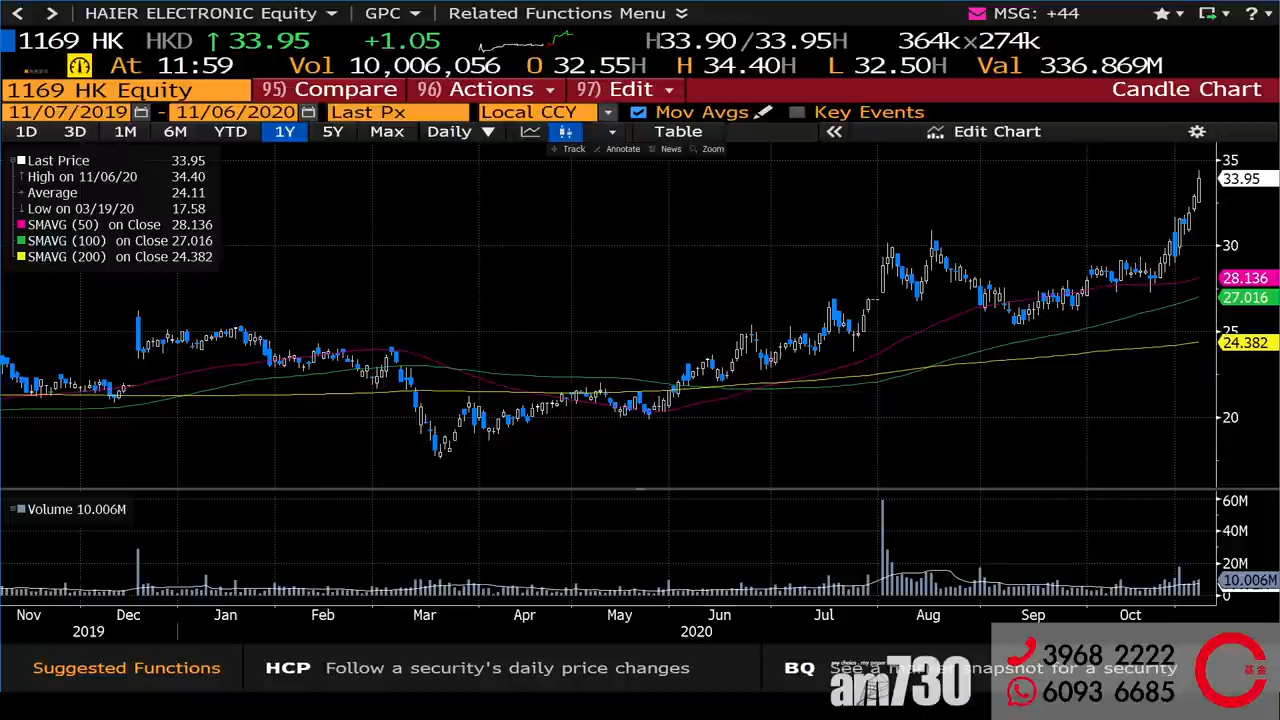 HAIER ELECTRONIC Equity GPC Related Functions Menu MSG: +44 ?
1169 HK HKD ↑ 33.95 +1.05 H33.90/33.95H 364k×274k
At 11:59 Vol 10,006,056 O 32.55H H 34.40H L 32.50H Val 336.869M
1169 HK Equity 95) Compare 96) Actions 97) Edit Candle Chart
11/07/2019 - 11/06/2020 Last Px Local CCY Mov Avgs Key Events
1D 3D 1M 6M YTD 1Y 5Y Max Daily Table Edit Chart
Track Annotate News Zoom
Last Price 33.95
High on 11/06/20 34.40
Average 24.11
Low on 03/19/20 17.58
SMAVG (50) on Close 28.136
SMAVG (100) on Close 27.016
SMAVG (200) on Close 24.382
35
33.95
30
28.136
27.016
25
24.382
20
Volume 10.006M
60M
40M
20M
10.006M
0
Nov Dec Jan Feb Mar Apr May Jun Jul Aug Sep Oct
2019 2020
Suggested Functions HCP Follow a security's daily price changes BQ See a market snapshot for a security
am730
3968 2222
6093 6685
基金